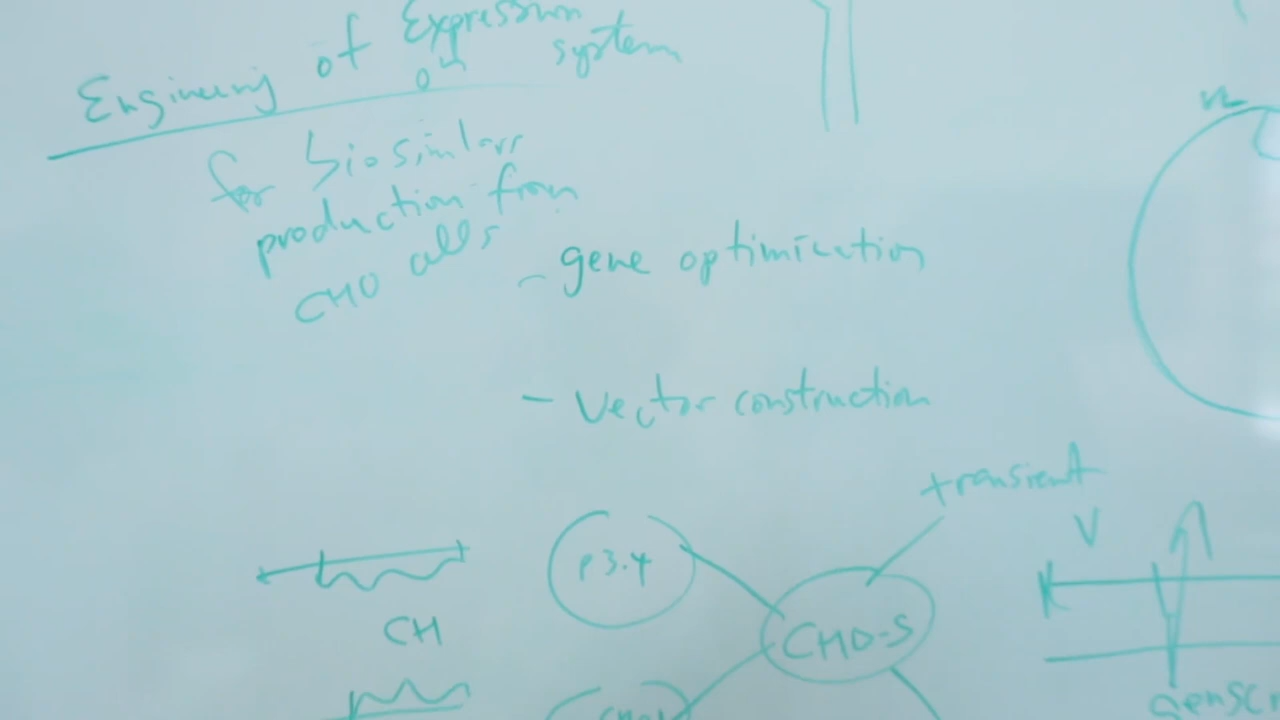 Engineering of Expression system
for biosimilars
production from
CHO cells
- gene optimization
- Vector construction
transient
V
p3.4
CH
CHO-S